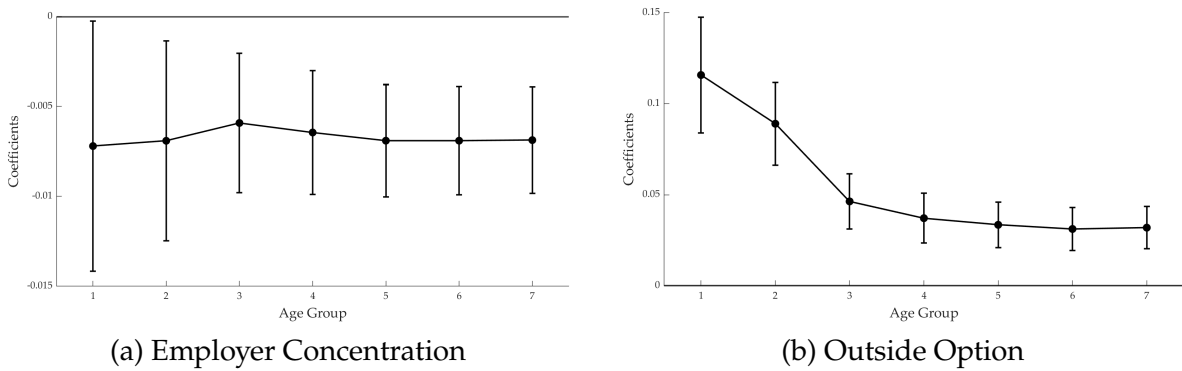 0
-0.005
-0.01
-0.015
Coefficients
1 2 3 4 5 6 7
Age Group
(a) Employer Concentration
0.15
0.1
0.05
0
Coefficients
1 2 3 4 5 6 7
Age Group
(b) Outside Option